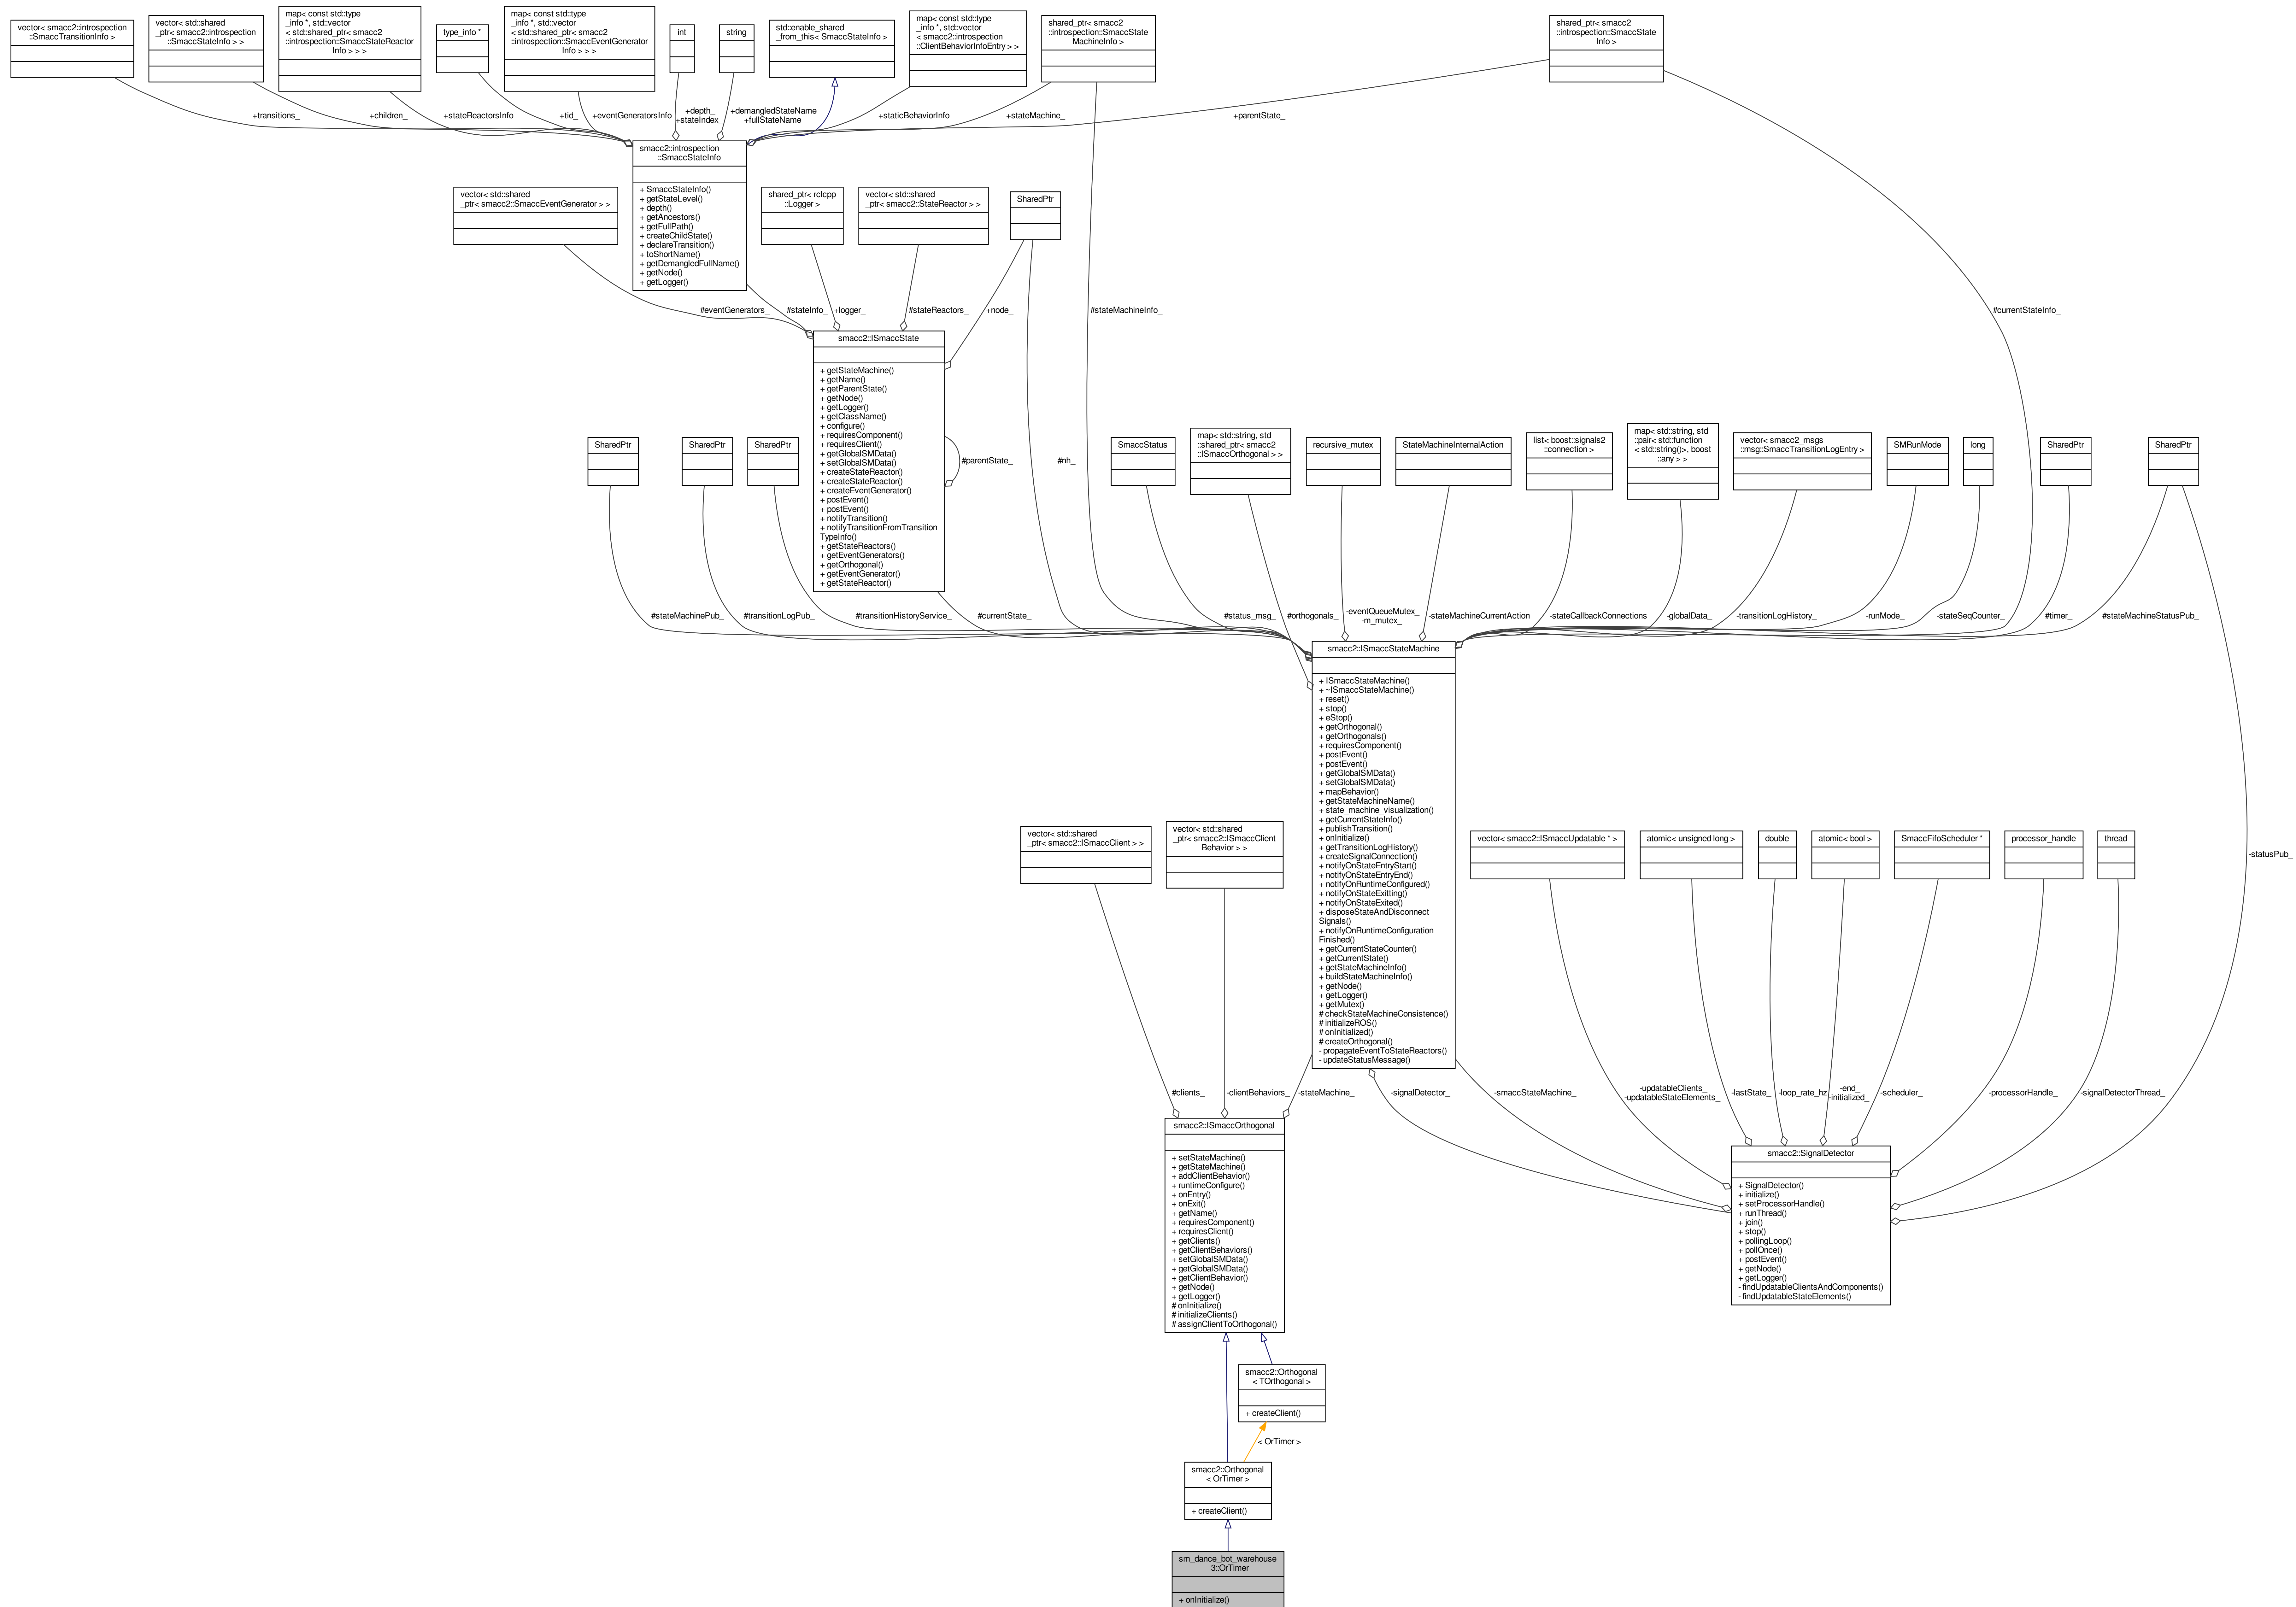 vector< smacc2::introspection
::SmaccTransitionInfo >
vector< std::shared
_ptr< smacc2::introspection
::SmaccStateInfo > >
map< const std::type
_info *, std::vector
< std::shared_ptr< smacc2
::introspection::SmaccStateReactor
Info > > >
type_info *
map< const std::type
_info *, std::vector
< std::shared_ptr< smacc2
::introspection::SmaccEventGenerator
Info > > >
int
string
std::enable_shared
_from_this< SmaccStateInfo >
map< const std::type
_info *, std::vector
< smacc2::introspection
::ClientBehaviorInfoEntry > >
shared_ptr< smacc2
::introspection::SmaccState
MachineInfo >
shared_ptr< smacc2
::introspection::SmaccState
Info >
+transitions_
+children_
+stateReactorsInfo
+tid_
+eventGeneratorsInfo
+depth_
+stateIndex_
+demangledStateName
+fullStateName
+staticBehaviorInfo
+stateMachine_
+parentState_
smacc2::introspection
::SmaccStateInfo
+ SmaccStateInfo()
+ getStateLevel()
+ depth()
+ getAncestors()
+ getFullPath()
+ createChildState()
+ declareTransition()
+ toShortName()
+ getDemangledFullName()
+ getNode()
+ getLogger()
vector< std::shared
_ptr< smacc2::SmaccEventGenerator > >
shared_ptr< rclcpp
::Logger >
vector< std::shared
_ptr< smacc2::StateReactor > >
SharedPtr
#eventGenerators_
#stateInfo_
+logger_
#stateReactors_
+node_
#stateMachineInfo_
#currentStateInfo_
smacc2::ISmaccState
+ getStateMachine()
+ getName()
+ getParentState()
+ getNode()
+ getLogger()
+ getClassName()
+ configure()
+ requiresComponent()
+ requiresClient()
+ getGlobalSMData()
+ setGlobalSMData()
+ createStateReactor()
+ createStateReactor()
+ createEventGenerator()
+ postEvent()
+ postEvent()
+ notifyTransition()
+ notifyTransitionFromTransition
TypeInfo()
+ getStateReactors()
+ getEventGenerators()
+ getOrthogonal()
+ getEventGenerator()
+ getStateReactor()
#parentState_
#nh_
SharedPtr
SharedPtr
SharedPtr
SmaccStatus
map< std::string, std
::shared_ptr< smacc2
::ISmaccOrthogonal > >
recursive_mutex
StateMachineInternalAction
list< boost::signals2
::connection >
map< std::string, std
::pair< std::function
< std::string()>, boost
::any > >
vector< smacc2_msgs
::msg::SmaccTransitionLogEntry >
SMRunMode
long
SharedPtr
SharedPtr
#stateMachinePub_
#transitionLogPub_
#transitionHistoryService_
#currentState_
#status_msg_
#orthogonals_
-eventQueueMutex_
-m_mutex_
-stateMachineCurrentAction
-stateCallbackConnections
-globalData_
-transitionLogHistory_
-runMode_
-stateSeqCounter_
#timer_
#stateMachineStatusPub_
smacc2::ISmaccStateMachine
+ ISmaccStateMachine()
+ ~ISmaccStateMachine()
+ reset()
+ stop()
+ eStop()
+ getOrthogonal()
+ getOrthogonals()
+ requiresComponent()
+ postEvent()
+ postEvent()
+ getGlobalSMData()
+ setGlobalSMData()
+ mapBehavior()
+ getStateMachineName()
+ state_machine_visualization()
+ getCurrentStateInfo()
+ publishTransition()
+ onInitialize()
+ getTransitionLogHistory()
+ createSignalConnection()
+ notifyOnStateEntryStart()
+ notifyOnStateEntryEnd()
+ notifyOnRuntimeConfigured()
+ notifyOnStateExitting()
+ notifyOnStateExited()
+ disposeStateAndDisconnect
Signals()
+ notifyOnRuntimeConfiguration
Finished()
+ getCurrentStateCounter()
+ getCurrentState()
+ getStateMachineInfo()
+ buildStateMachineInfo()
+ getNode()
+ getLogger()
+ getMutex()
# checkStateMachineConsistence()
# initializeROS()
# onInitialized()
# createOrthogonal()
- propagateEventToStateReactors()
- updateStatusMessage()
vector< std::shared
_ptr< smacc2::ISmaccClient > >
vector< std::shared
_ptr< smacc2::ISmaccClient
Behavior > >
vector< smacc2::ISmaccUpdatable * >
atomic< unsigned long >
double
atomic< bool >
SmaccFifoScheduler *
processor_handle
thread
-statusPub_
#clients_
-clientBehaviors_
-stateMachine_
-signalDetector_
-smaccStateMachine_
-updatableClients_
-updatableStateElements_
-lastState_
-loop_rate_hz
-end_
-initialized_
-scheduler_
-processorHandle_
-signalDetectorThread_
smacc2::ISmaccOrthogonal
+ setStateMachine()
+ getStateMachine()
+ addClientBehavior()
+ runtimeConfigure()
+ onEntry()
+ onExit()
+ getName()
+ requiresComponent()
+ requiresClient()
+ getClients()
+ getClientBehaviors()
+ setGlobalSMData()
+ getGlobalSMData()
+ getClientBehavior()
+ getNode()
+ getLogger()
# onInitialize()
# initializeClients()
# assignClientToOrthogonal()
smacc2::SignalDetector
+ SignalDetector()
+ initialize()
+ setProcessorHandle()
+ runThread()
+ join()
+ stop()
+ pollingLoop()
+ pollOnce()
+ postEvent()
+ getNode()
+ getLogger()
- findUpdatableClientsAndComponents()
- findUpdatableStateElements()
smacc2::Orthogonal
< TOrthogonal >
+ createClient()
< OrTimer >
smacc2::Orthogonal
< OrTimer >
+ createClient()
sm_dance_bot_warehouse
_3::OrTimer
+ onInitialize()